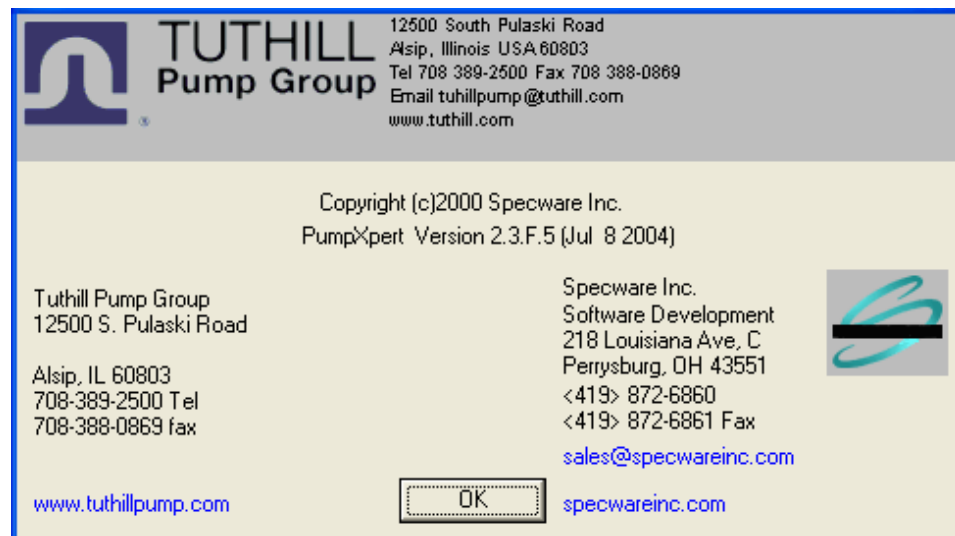 TUTHILL
Pump Group
®
12500 South Pulaski Road
Alsip, Illinois USA 60803
Tel 708 389-2500 Fax 708 388-0869
Email tuhillpump@tuthill.com
www.tuthill.com
Copyright (c)2000 Specware Inc.
PumpXpert Version 2.3.F.5 (Jul 8 2004)
Tuthill Pump Group
12500 S. Pulaski Road
Alsip, IL 60803
708-389-2500 Tel
708-388-0869 fax
www.tuthillpump.com
Specware Inc.
Software Development
218 Louisiana Ave, C
Perrysburg, OH 43551
<419> 872-6860
<419> 872-6861 Fax
sales@specwareinc.com
specwareinc.com
OK